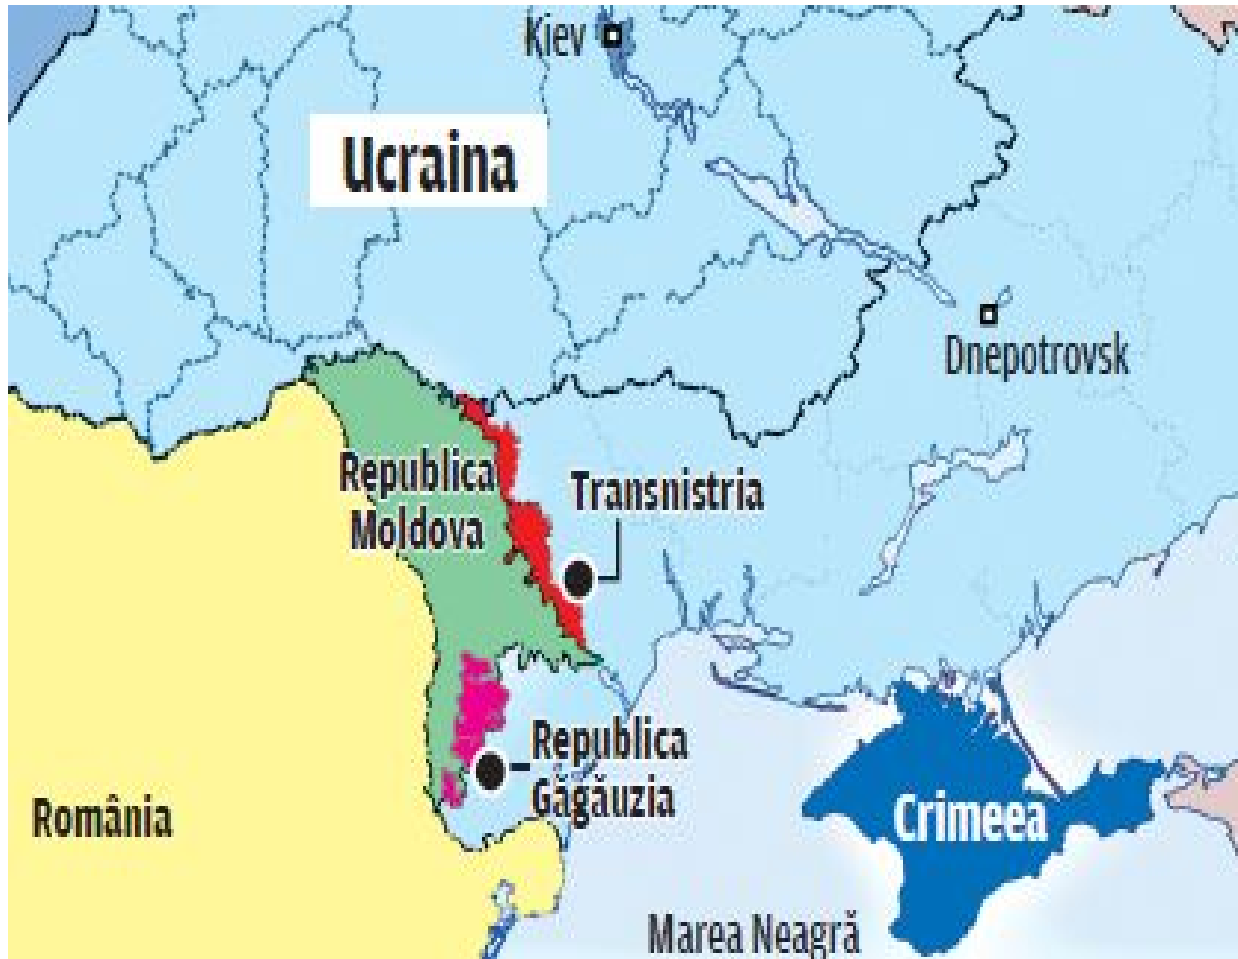 Kiev
Ucraina
Dnepotrovsk
Republica
Moldova
Transnistria
Republica
Găgăuzia
România
Crimeea
Marea Neagră